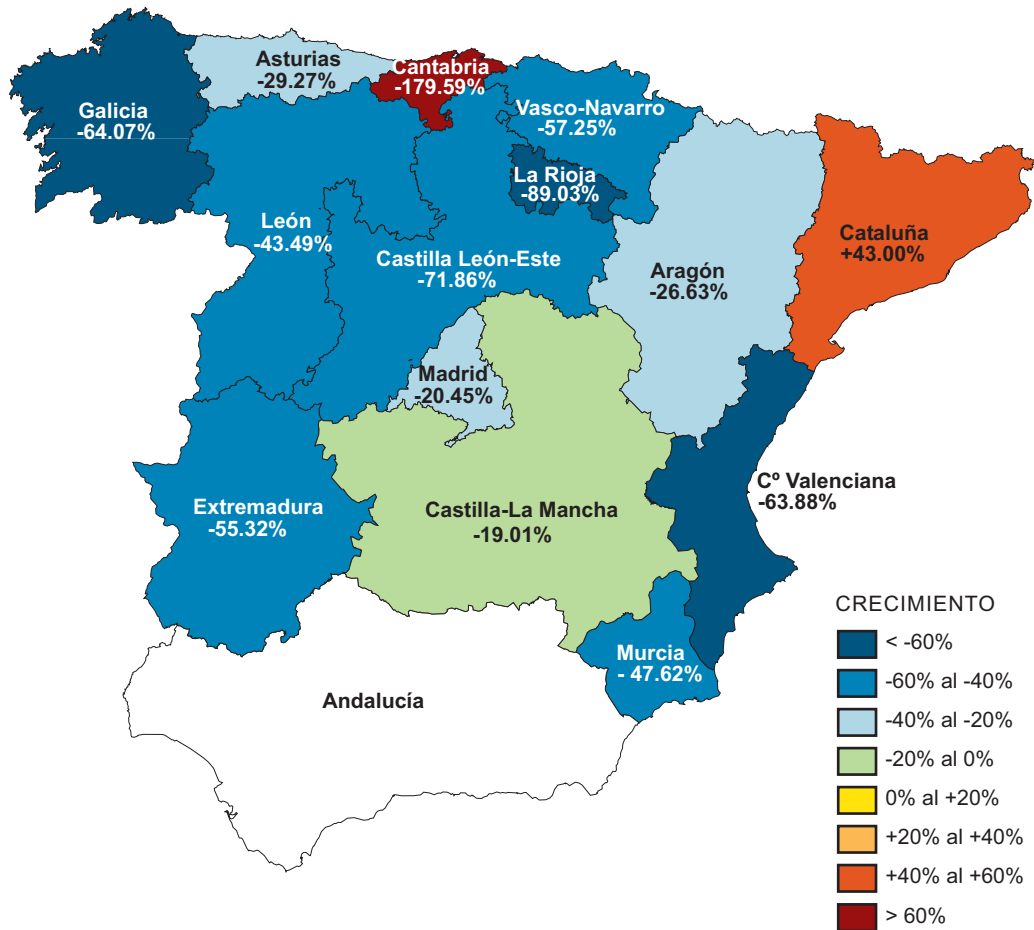 Asturias
-29.27%
Cantabria
-179.59%
Galicia
-64.07%
Vasco-Navarro
-57.25%
La Rioja
-89.03%
León
-43.49%
Castilla León-Este
-71.86%
Aragón
-26.63%
Cataluña
+43.00%
Madrid
-20.45%
Extremadura
-55.32%
Castilla-La Mancha
-19.01%
Cº Valenciana
-63.88%
Murcia
- 47.62%
Andalucía
CRECIMIENTO
< -60%
-60% al -40%
-40% al -20%
-20% al 0%
0% al +20%
+20% al +40%
+40% al +60%
> 60%